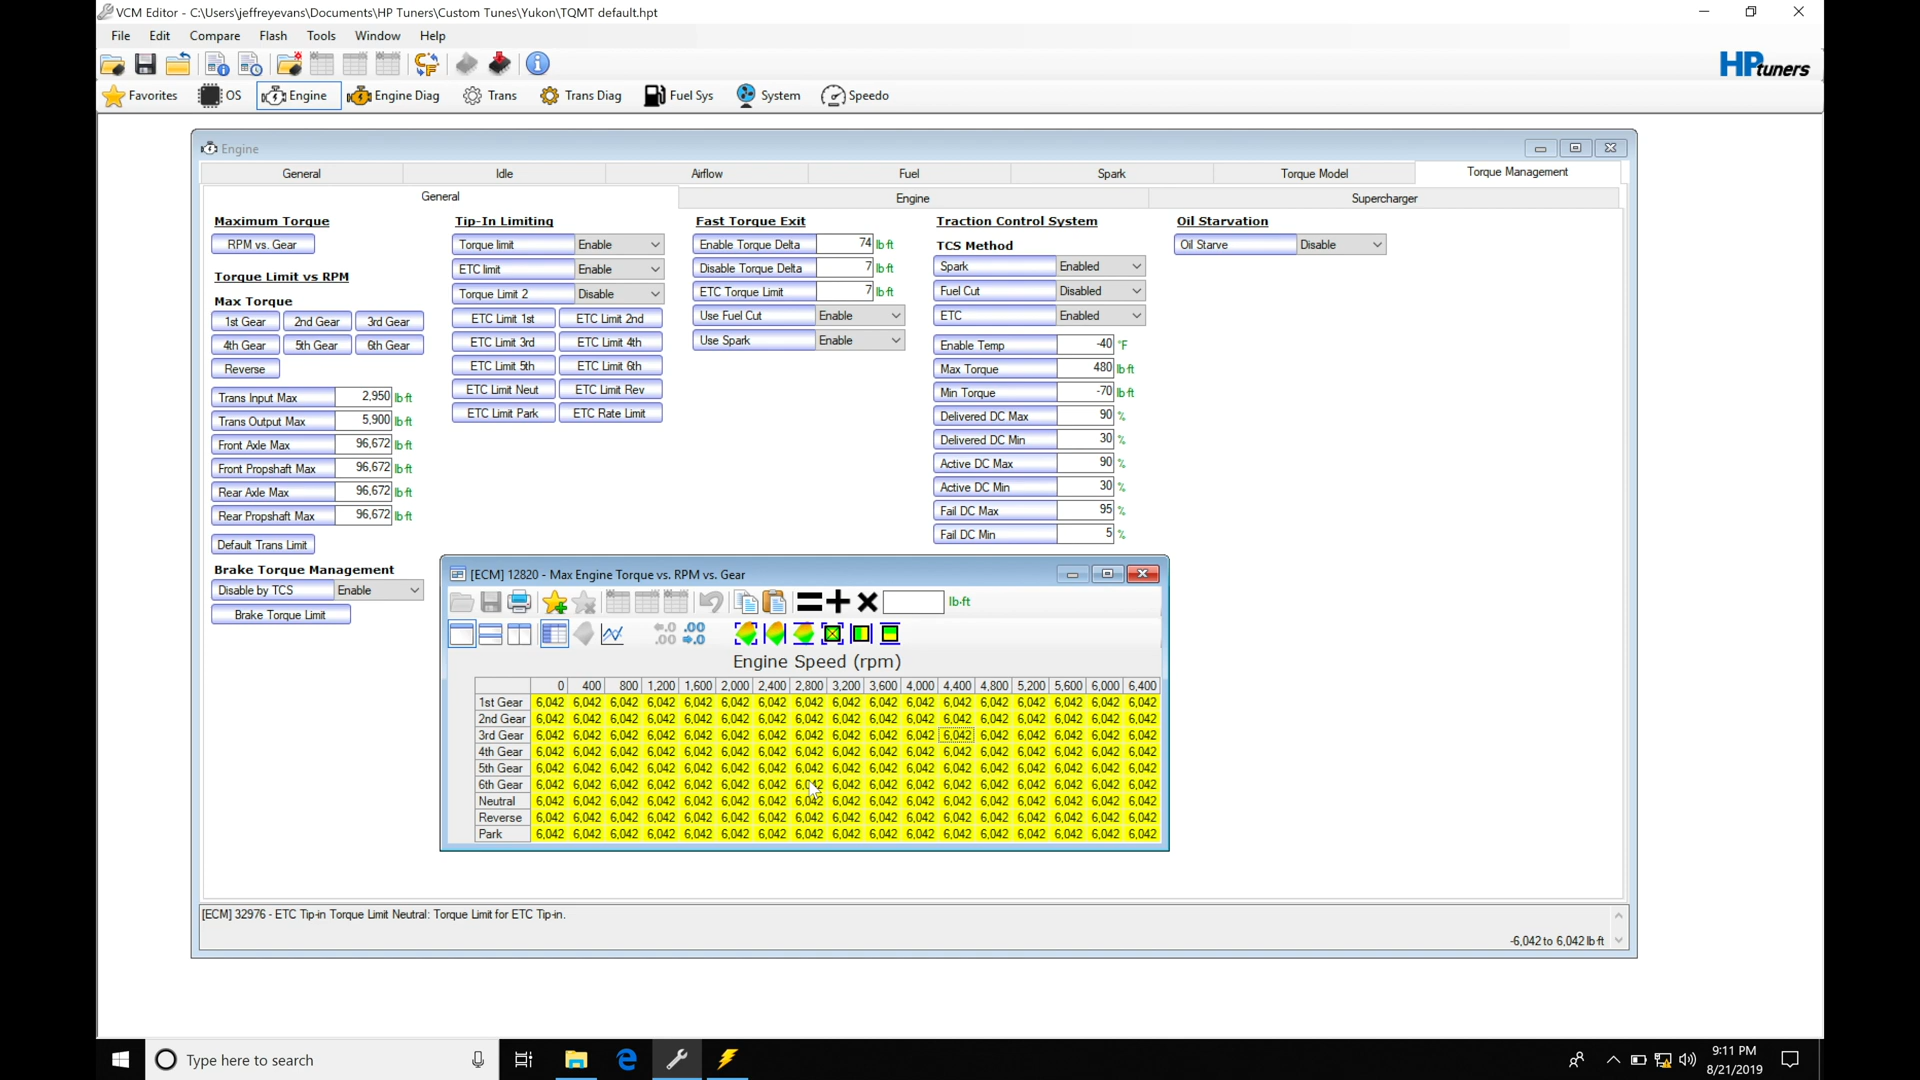 VCM Editor - C:\Users\jeffreyevans\Documents\HP Tuners\Custom Tunes\Yukon\TQMT default.hpt
File Edit Compare Flash Tools Window Help
HPtuners
Favorites OS Engine Engine Diag Trans Trans Diag Fuel Sys System Speedo
Engine
General Idle Airflow Fuel Spark Torque Model Torque Management
General Engine Supercharger
Maximum Torque
RPM vs. Gear
Torque Limit vs RPM
Max Torque
1st Gear 2nd Gear 3rd Gear
4th Gear 5th Gear 6th Gear
Reverse
Trans Input Max 2,950 lb·ft
Trans Output Max 5,900 lb·ft
Front Axle Max 96,672 lb·ft
Front Propshaft Max 96,672 lb·ft
Rear Axle Max 96,672 lb·ft
Rear Propshaft Max 96,672 lb·ft
Default Trans Limit
Brake Torque Management
Disable by TCS Enable
Brake Torque Limit
Tip-In Limiting
Torque limit Enable
ETC limit Enable
Torque Limit 2 Disable
ETC Limit 1st ETC Limit 2nd
ETC Limit 3rd ETC Limit 4th
ETC Limit 5th ETC Limit 6th
ETC Limit Neut ETC Limit Rev
ETC Limit Park ETC Rate Limit
Fast Torque Exit
Enable Torque Delta 74 lb·ft
Disable Torque Delta 7 lb·ft
ETC Torque Limit 7 lb·ft
Use Fuel Cut Enable
Use Spark Enable
Traction Control System
TCS Method
Spark Enabled
Fuel Cut Disabled
ETC Enabled
Enable Temp -40 °F
Max Torque 480 lb·ft
Min Torque -70 lb·ft
Delivered DC Max 90 %
Delivered DC Min 30 %
Active DC Max 90 %
Active DC Min 30 %
Fail DC Max 95 %
Fail DC Min 5 %
Oil Starvation
Oil Starve Disable
[ECM] 12820 - Max Engine Torque vs. RPM vs. Gear
lb·ft
←.0 .00 .00 →.0
Engine Speed (rpm)
0 400 800 1,200 1,600 2,000 2,400 2,800 3,200 3,600 4,000 4,400 4,800 5,200 5,600 6,000 6,400
1st Gear 6,042 6,042 6,042 6,042 6,042 6,042 6,042 6,042 6,042 6,042 6,042 6,042 6,042 6,042 6,042 6,042 6,042
2nd Gear 6,042 6,042 6,042 6,042 6,042 6,042 6,042 6,042 6,042 6,042 6,042 6,042 6,042 6,042 6,042 6,042 6,042
3rd Gear 6,042 6,042 6,042 6,042 6,042 6,042 6,042 6,042 6,042 6,042 6,042 6,042 6,042 6,042 6,042 6,042 6,042
4th Gear 6,042 6,042 6,042 6,042 6,042 6,042 6,042 6,042 6,042 6,042 6,042 6,042 6,042 6,042 6,042 6,042 6,042
5th Gear 6,042 6,042 6,042 6,042 6,042 6,042 6,042 6,042 6,042 6,042 6,042 6,042 6,042 6,042 6,042 6,042 6,042
6th Gear 6,042 6,042 6,042 6,042 6,042 6,042 6,042 6,042 6,042 6,042 6,042 6,042 6,042 6,042 6,042 6,042 6,042
Neutral 6,042 6,042 6,042 6,042 6,042 6,042 6,042 6,042 6,042 6,042 6,042 6,042 6,042 6,042 6,042 6,042 6,042
Reverse 6,042 6,042 6,042 6,042 6,042 6,042 6,042 6,042 6,042 6,042 6,042 6,042 6,042 6,042 6,042 6,042 6,042
Park 6,042 6,042 6,042 6,042 6,042 6,042 6,042 6,042 6,042 6,042 6,042 6,042 6,042 6,042 6,042 6,042 6,042
[ECM] 32976 - ETC Tip-in Torque Limit Neutral: Torque Limit for ETC Tip-in.
-6,042 to 6,042 lb·ft
Type here to search
9:11 PM
8/21/2019